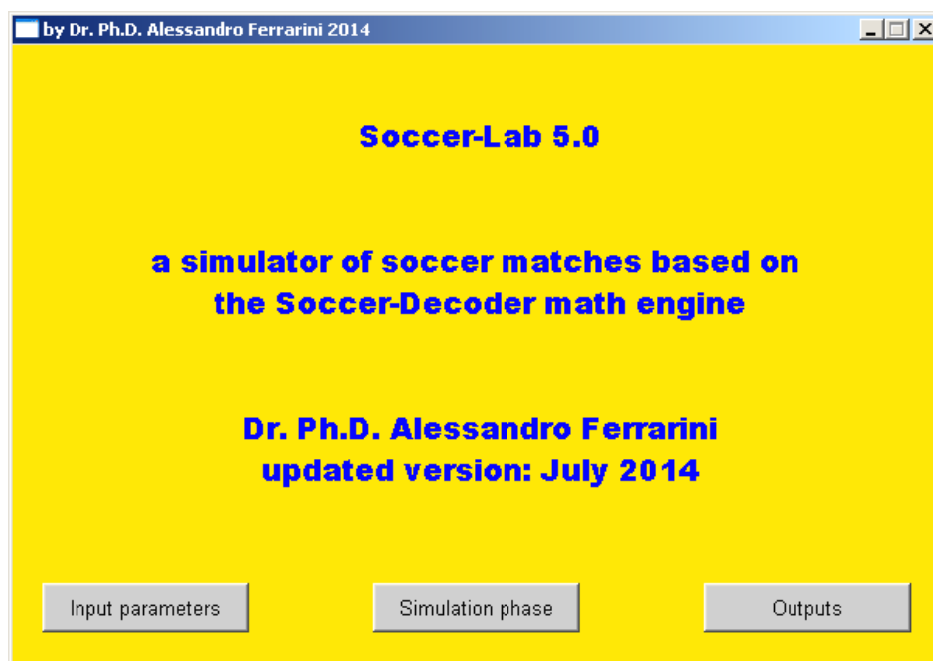 by Dr. Ph.D. Alessandro Ferrarini 2014
Soccer-Lab 5.0
a simulator of soccer matches based on
the Soccer-Decoder math engine
Dr. Ph.D. Alessandro Ferrarini
updated version: July 2014
Input parameters
Simulation phase
Outputs